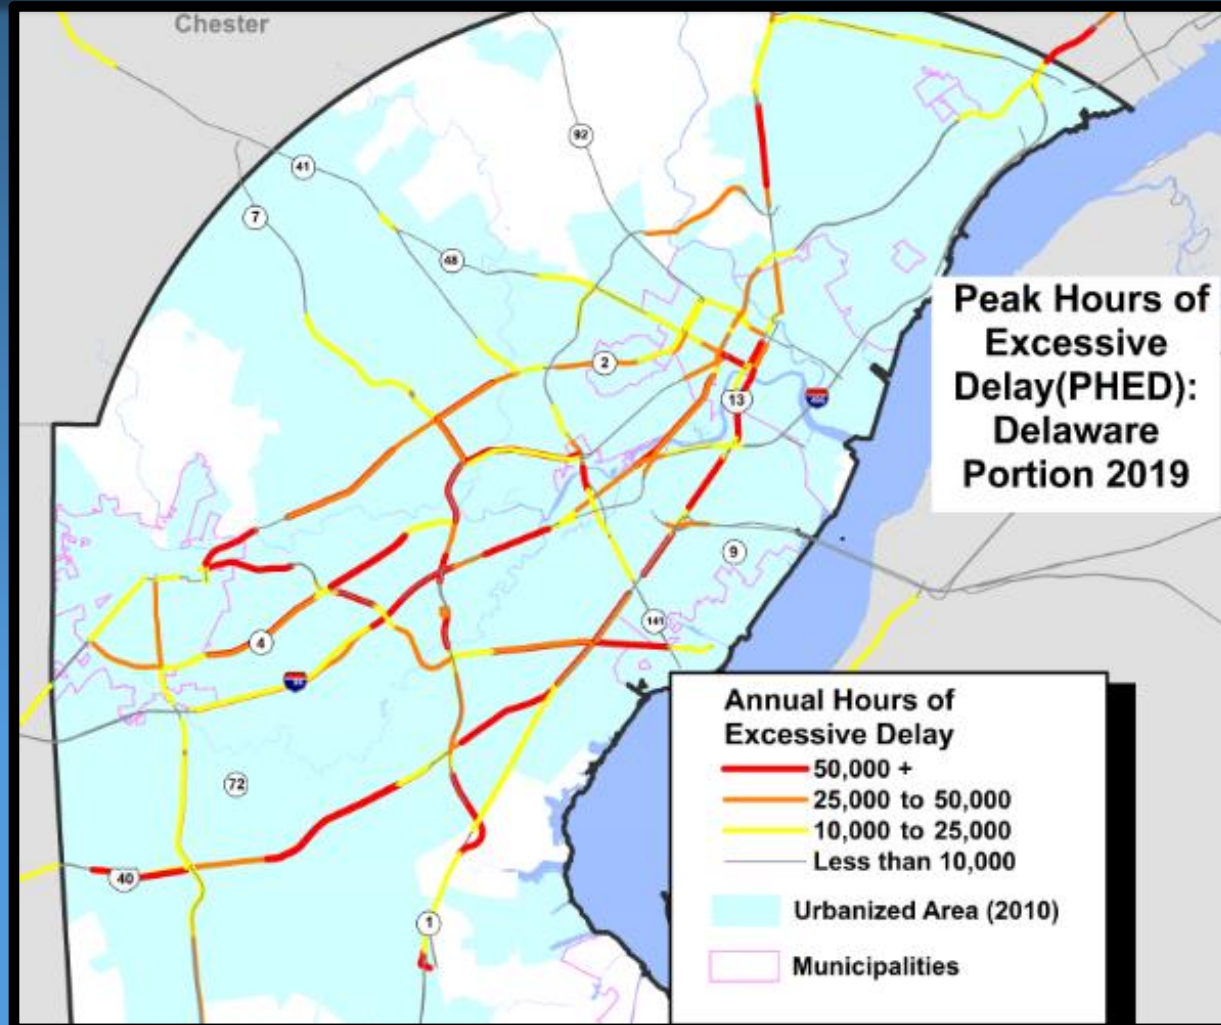 Chester
92
41
7
48
Peak Hours of
Excessive
Delay(PHED):
Delaware
Portion 2019
2
13
9
141
4
Annual Hours of
Excessive Delay
50,000 +
25,000 to 50,000
10,000 to 25,000
Less than 10,000
72
Urbanized Area (2010)
40
1
Municipalities